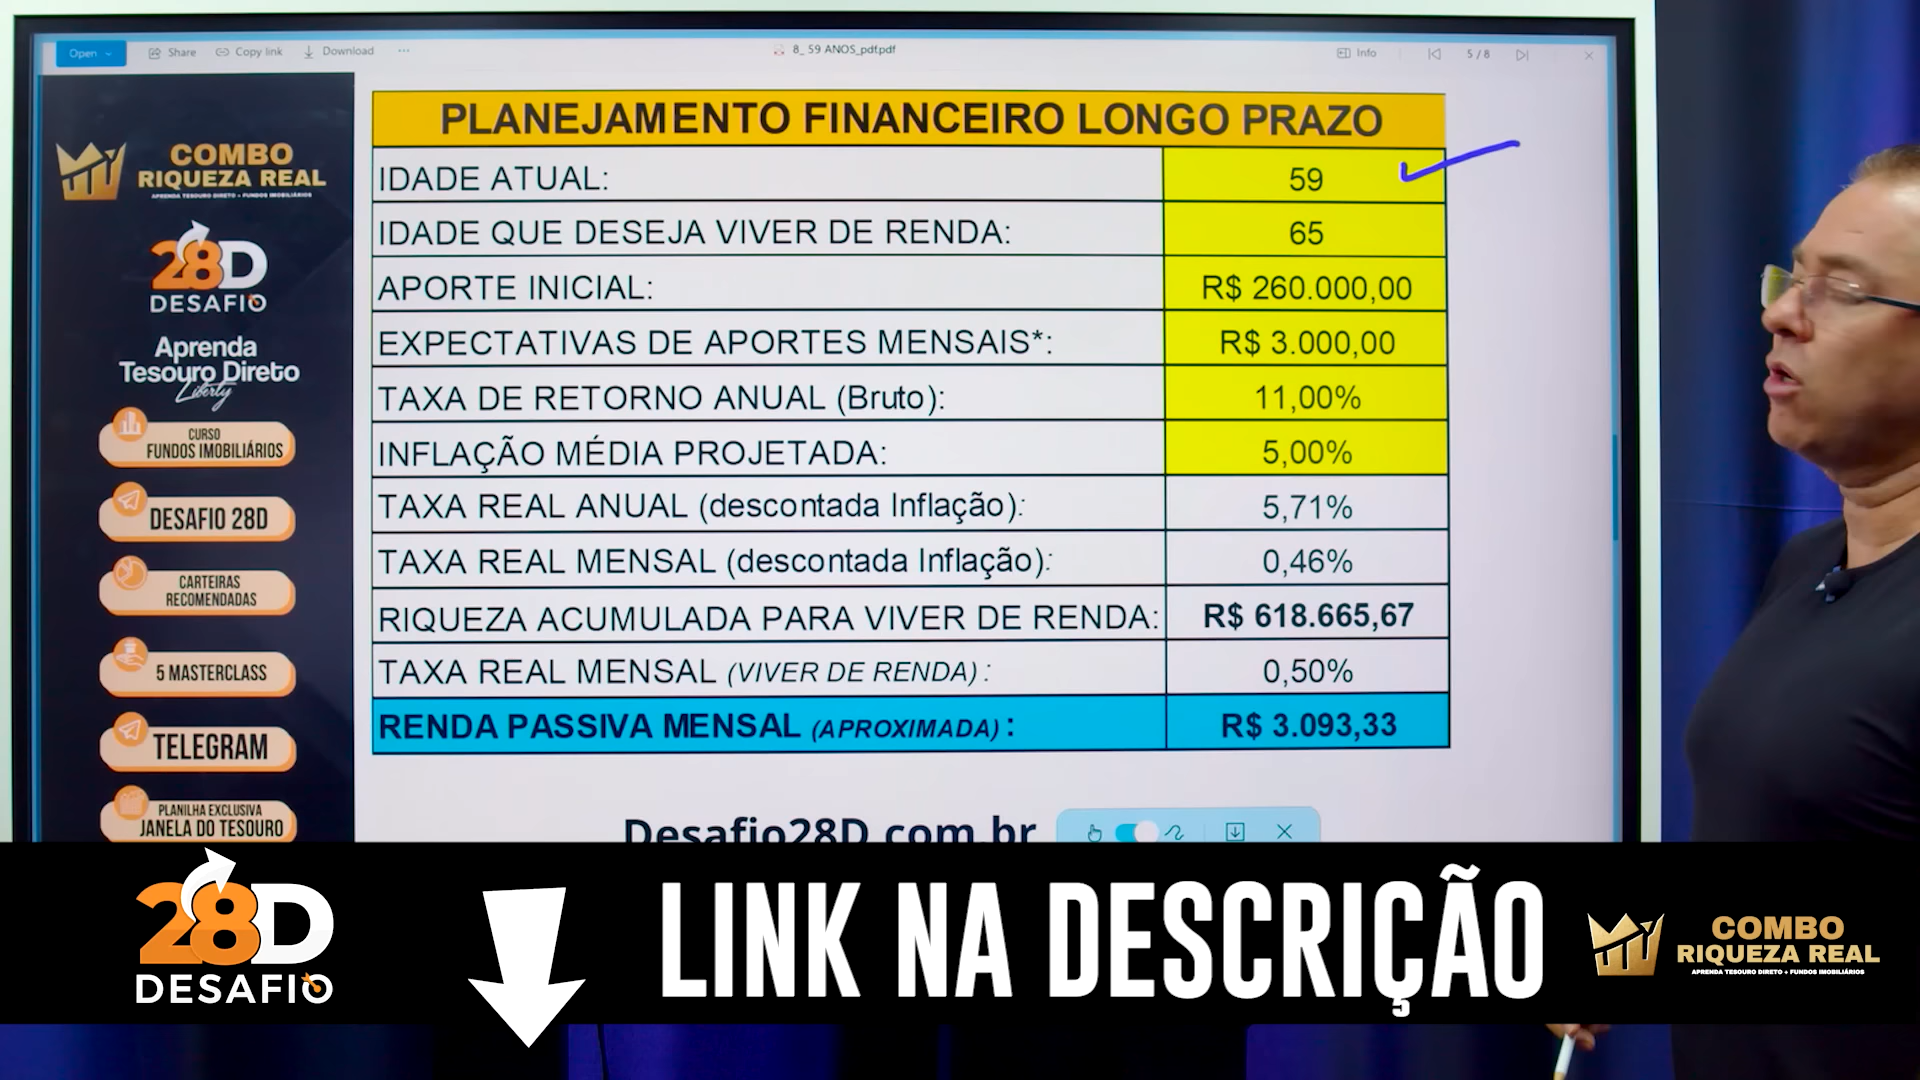 Open
Share
Copy link
Download
...
8_ 59 ANOS_pdf.pdf
Info
5 / 8
COMBO
RIQUEZA REAL
APRENDA TESOURO DIRETO + FUNDOS IMOBILIÁRIOS
28D
DESAFIO
Aprenda
Tesouro Direto
Liberty
CURSO
FUNDOS IMOBILIÁRIOS
DESAFIO 28D
CARTEIRAS
RECOMENDADAS
5 MASTERCLASS
TELEGRAM
PLANILHA EXCLUSIVA
JANELA DO TESOURO
PLANEJAMENTO FINANCEIRO LONGO PRAZO
IDADE ATUAL: 59
IDADE QUE DESEJA VIVER DE RENDA: 65
APORTE INICIAL: R$ 260.000,00
EXPECTATIVAS DE APORTES MENSAIS*: R$ 3.000,00
TAXA DE RETORNO ANUAL (Bruto): 11,00%
INFLAÇÃO MÉDIA PROJETADA: 5,00%
TAXA REAL ANUAL (descontada Inflação): 5,71%
TAXA REAL MENSAL (descontada Inflação): 0,46%
RIQUEZA ACUMULADA PARA VIVER DE RENDA: R$ 618.665,67
TAXA REAL MENSAL (VIVER DE RENDA) : 0,50%
RENDA PASSIVA MENSAL (APROXIMADA) : R$ 3.093,33
Desafio28D.com.br
28D
DESAFIO
LINK NA DESCRIÇÃO
COMBO
RIQUEZA REAL
APRENDA TESOURO DIRETO + FUNDOS IMOBILIÁRIOS